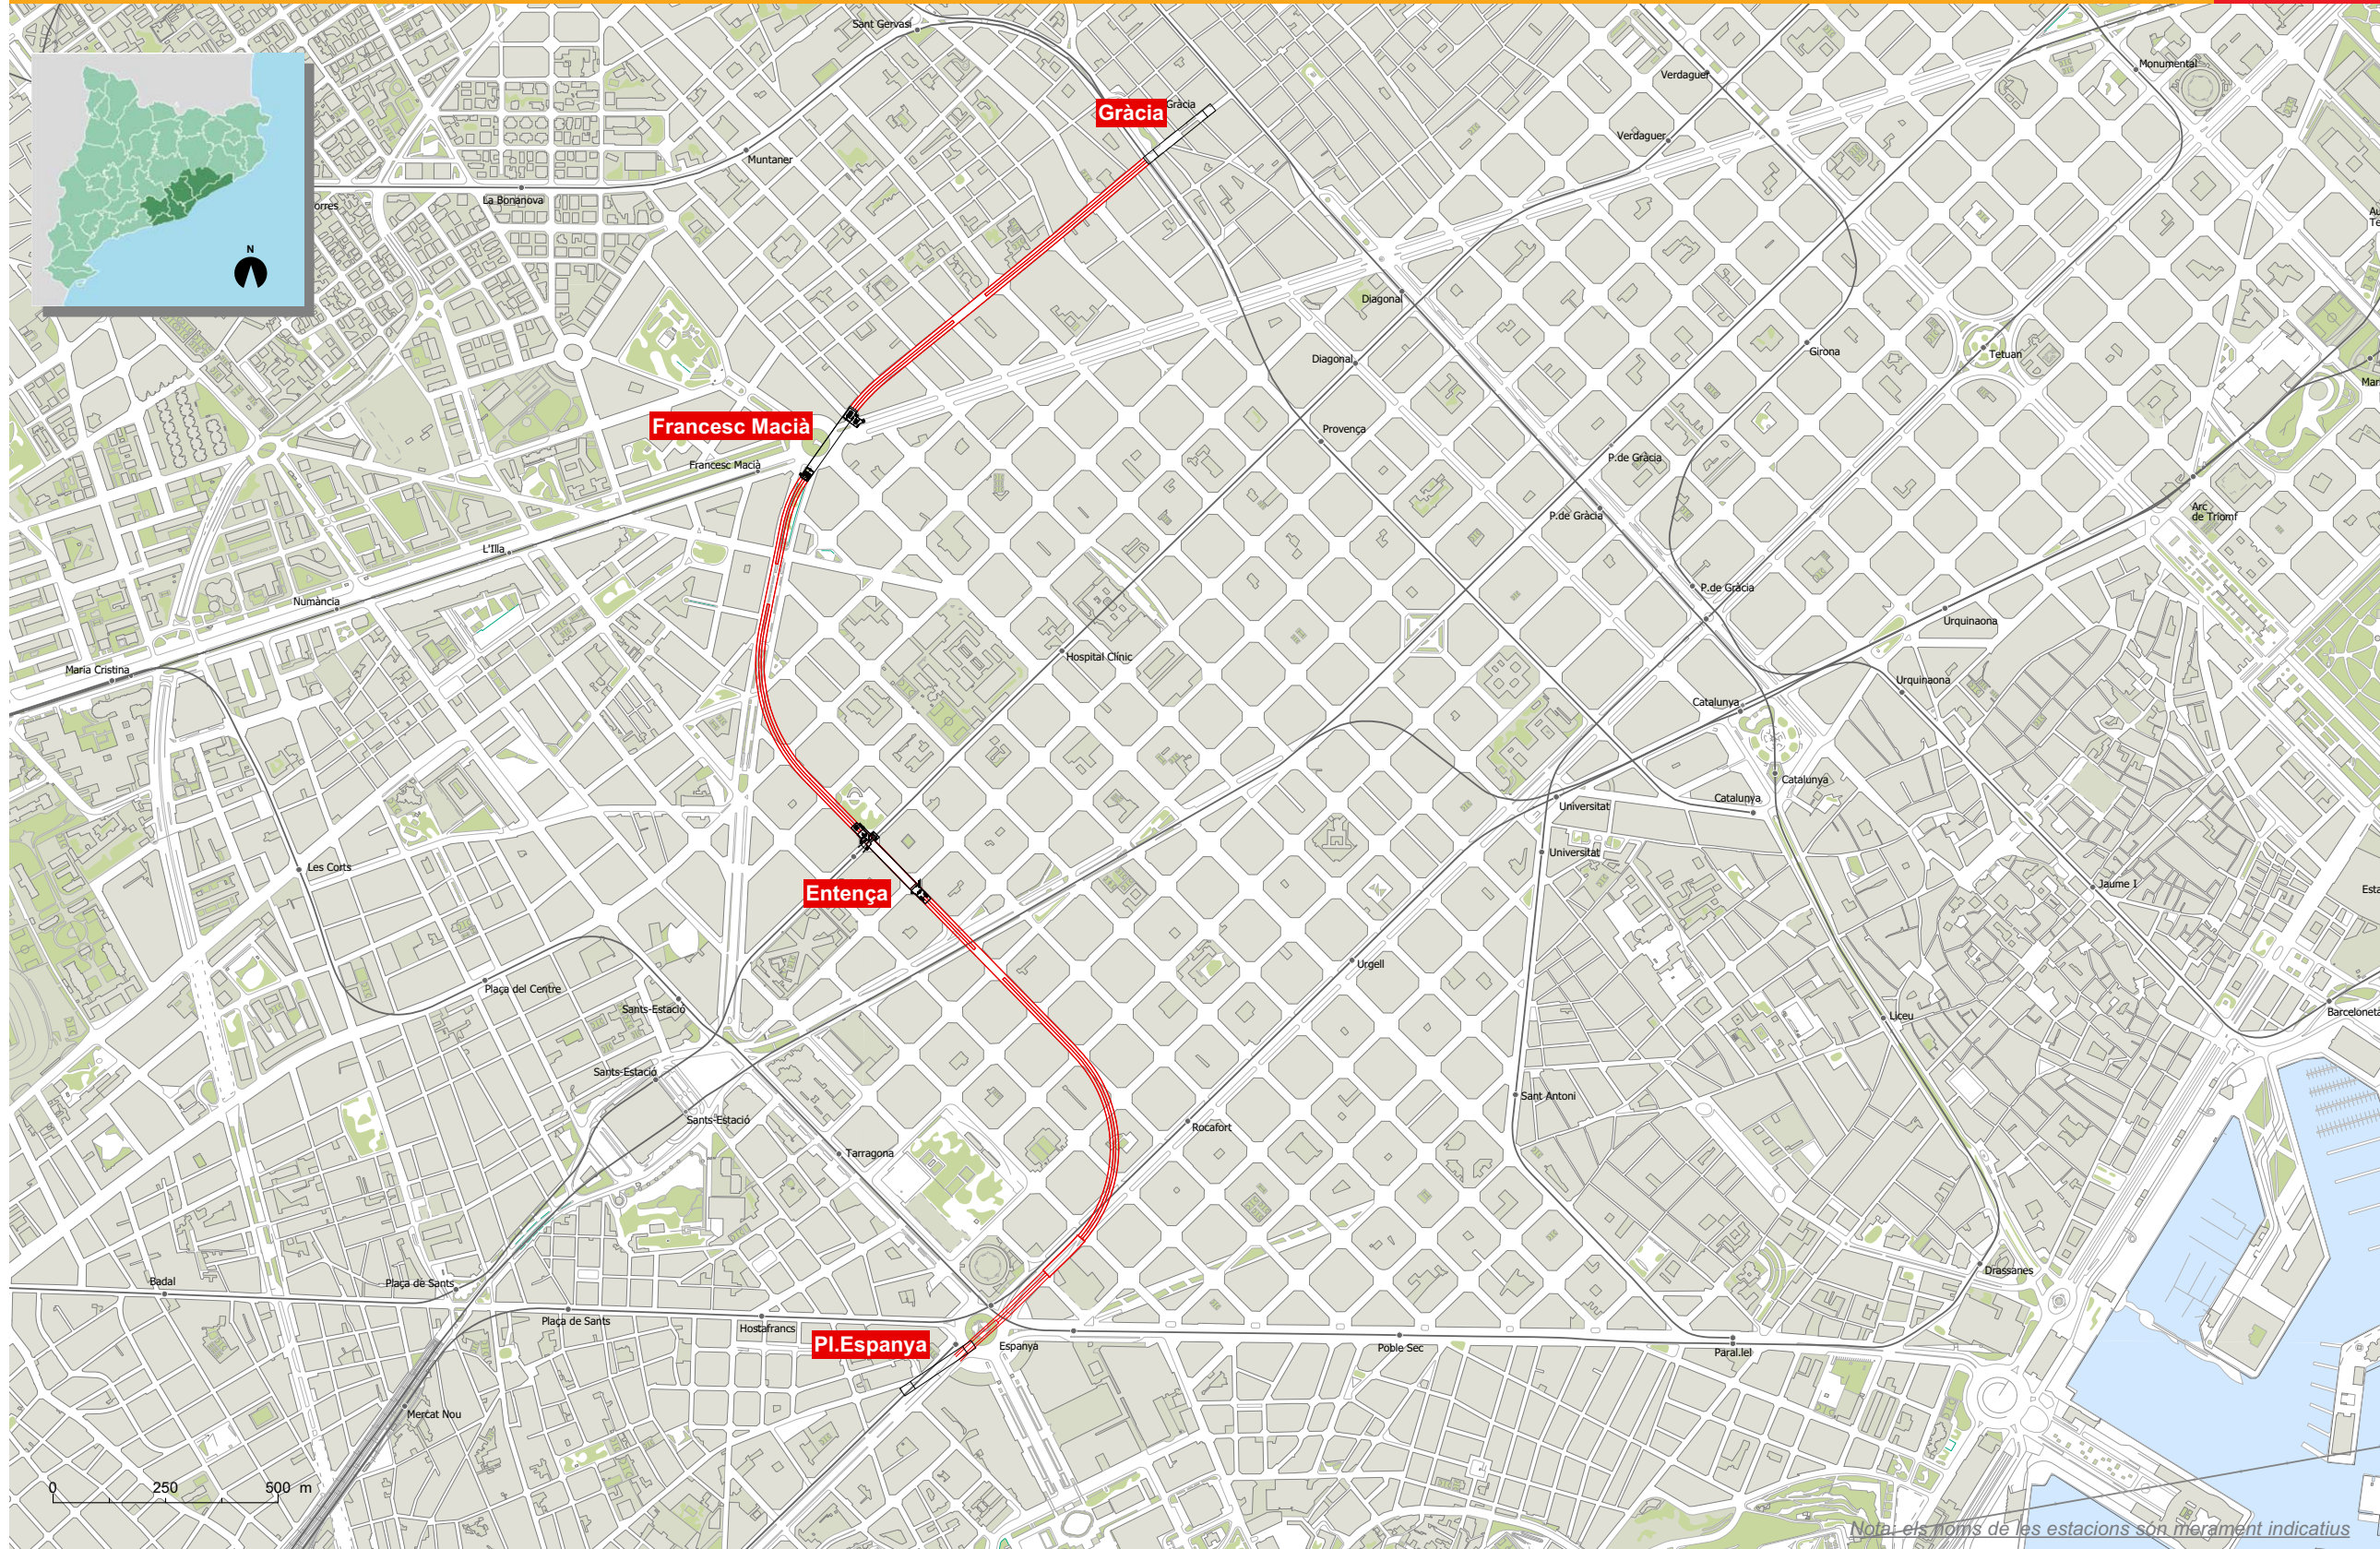 Sant Gervasi
Verdaguer
Monumental
Gràcia
Gràcia
Verdaguer
Muntaner
La Bonanova
orres
N
Diagonal
Diagonal
Girona
Tetuan
Francesc Macià
Provença
P.de Gràcia
Francesc Macià
Arc
de Triomf
P.de Gràcia
L'Illa
Numància
P.de Gràcia
Urquinaona
Hospital Clínic
Maria Cristina
Urquinaona
Catalunya
Catalunya
Catalunya
Universitat
Universitat
Les Corts
Jaume I
Entença
Urgell
Plaça del Centre
Sants-Estació
Liceu
Barceloneta
Sants-Estació
Sant Antoni
Sants-Estació
Rocafort
Tarragona
Drassanes
Badal
Plaça de Sants
Plaça de Sants
Hostafrancs
Pl.Espanya
Espanya
Poble Sec
Paral.lel
Mercat Nou
0 250 500 m
Nota: els noms de les estacions són merament indicatius